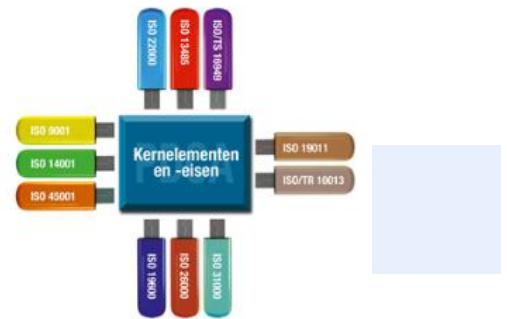 ISO 22000
ISO 13485
ISO/TS 16949
ISO 9001
ISO 14001
ISO 45001
PDCA
Kernelementen
en -eisen
ISO 19011
ISO/TR 10013
ISO 19600
ISO 26000
ISO 31000